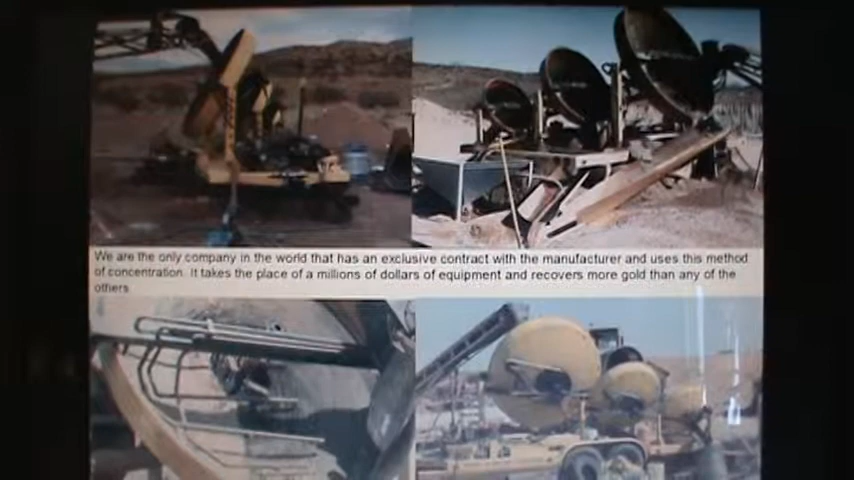 We are the only company in the world that has an exclusive contract with the manufacturer and uses this method
of concentration. It takes the place of a millions of dollars of equipment and recovers more gold than any of the
others